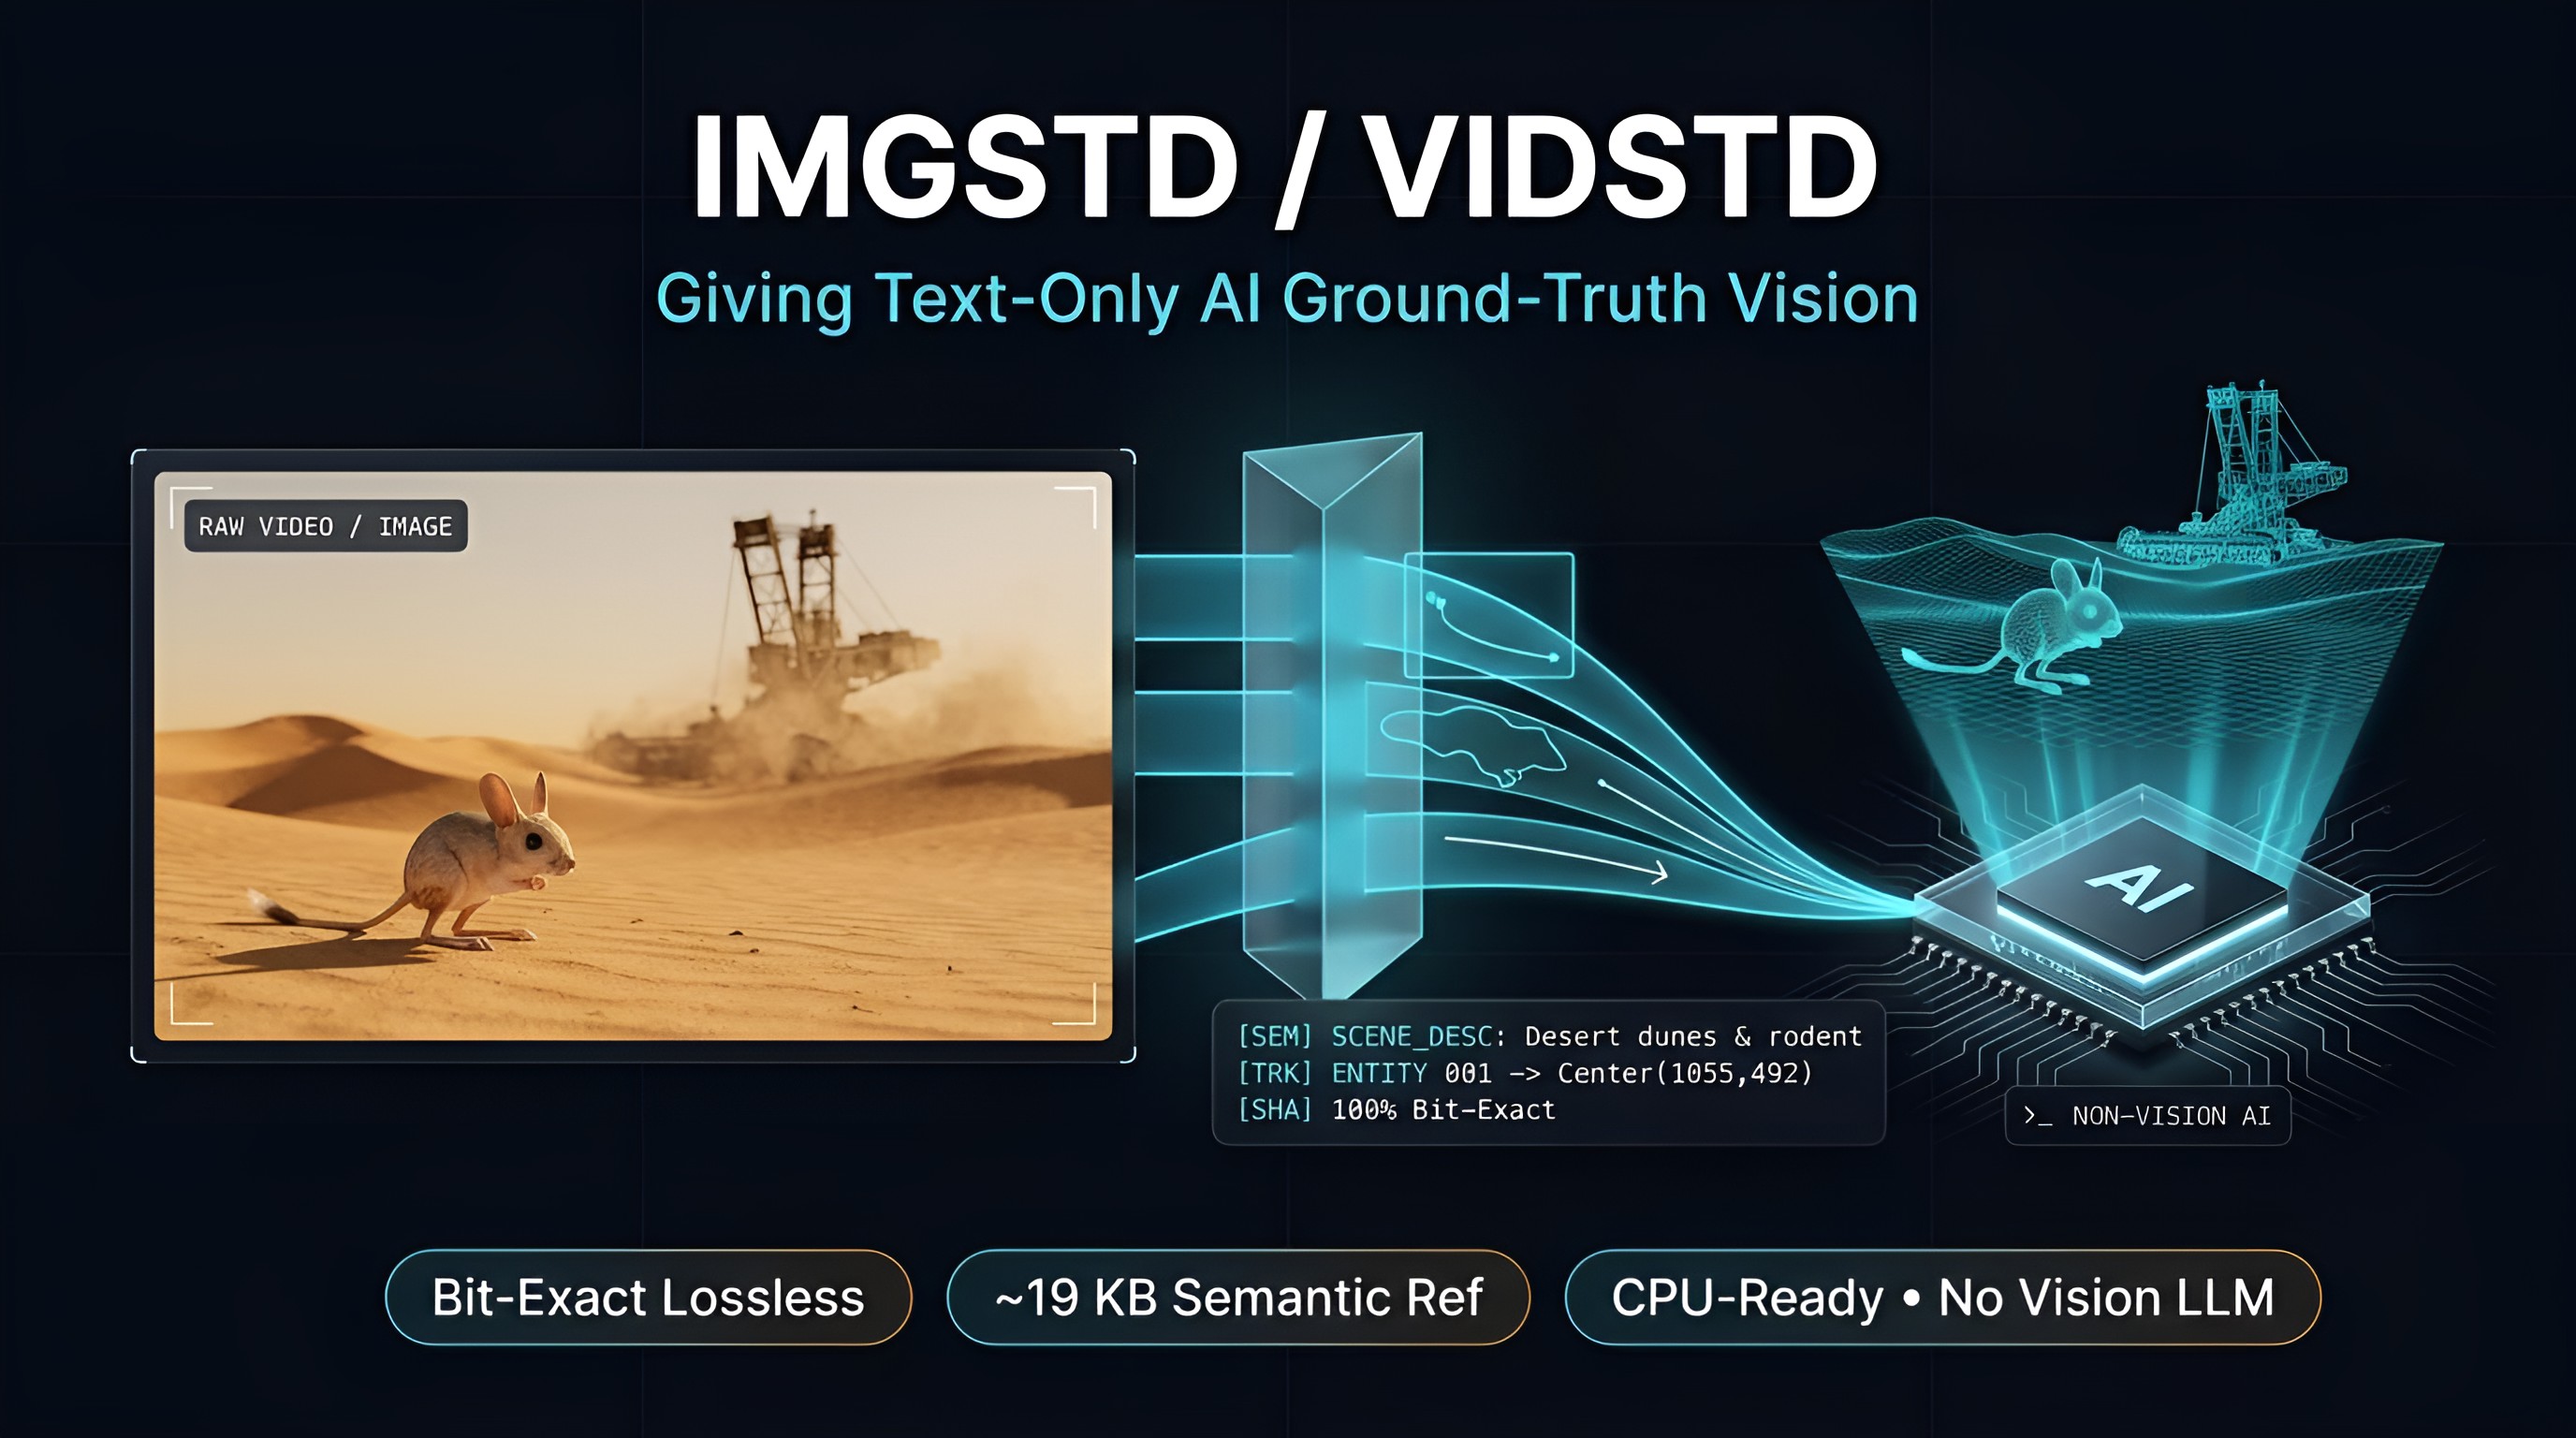 IMGSTD / VIDSTD
Giving Text-Only AI Ground-Truth Vision
RAW VIDEO / IMAGE
AI
[SEM] SCENE_DESC: Desert dunes & rodent
[TRK] ENTITY 001 –> Center(1055,492)
[SHA] 100% Bit–Exact
>_ NON–VISION AI
Bit-Exact Lossless
~19 KB Semantic Ref
CPU-Ready • No Vision LLM